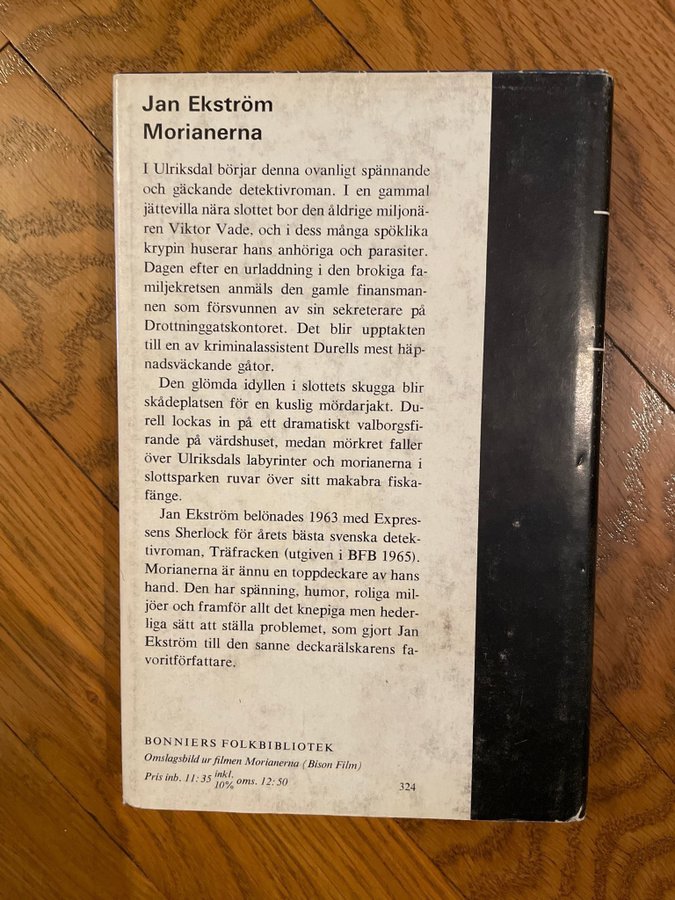 Jan Ekström
Morianerna
I Ulriksdal börjar denna ovanligt spännande
och gäckande detektivroman. I en gammal
jättevilla nära slottet bor den åldrige miljonä-
ren Viktor Vade, och i dess många spöklika
krypin huserar hans anhöriga och parasiter.
Dagen efter en urladdning i den brokiga fa-
miljekretsen anmäls den gamle finansman-
nen som försvunnen av sin sekreterare på
Drottninggatskontoret. Det blir upptakten
till en av kriminalassistent Durells mest häp-
nadsväckande gåtor.
Den glömda idyllen i slottets skugga blir
skådeplatsen för en kuslig mördarjakt. Du-
rell lockas in på ett dramatiskt valborgsfi-
rande på värdshuset, medan mörkret faller
över Ulriksdals labyrinter och morianerna i
slottsparken ruvar över sitt makabra fiska-
fänge.
Jan Ekström belönades 1963 med Expres-
sens Sherlock för årets bästa svenska detek-
tivroman, Träfracken (utgiven i BFB 1965).
Morianerna är ännu en toppdeckare av hans
hand. Den har spänning, humor, roliga mil-
jöer och framför allt det knepiga men heder-
liga sätt att ställa problemet, som gjort Jan
Ekström till den sanne deckarälskarens fa-
voritförfattare.
BONNIERS FOLKBIBLIOTEK
Omslagsbild ur filmen Morianerna (Bison Film)
Pris inb. 11:35 inkl. 10% oms. 12:50
324